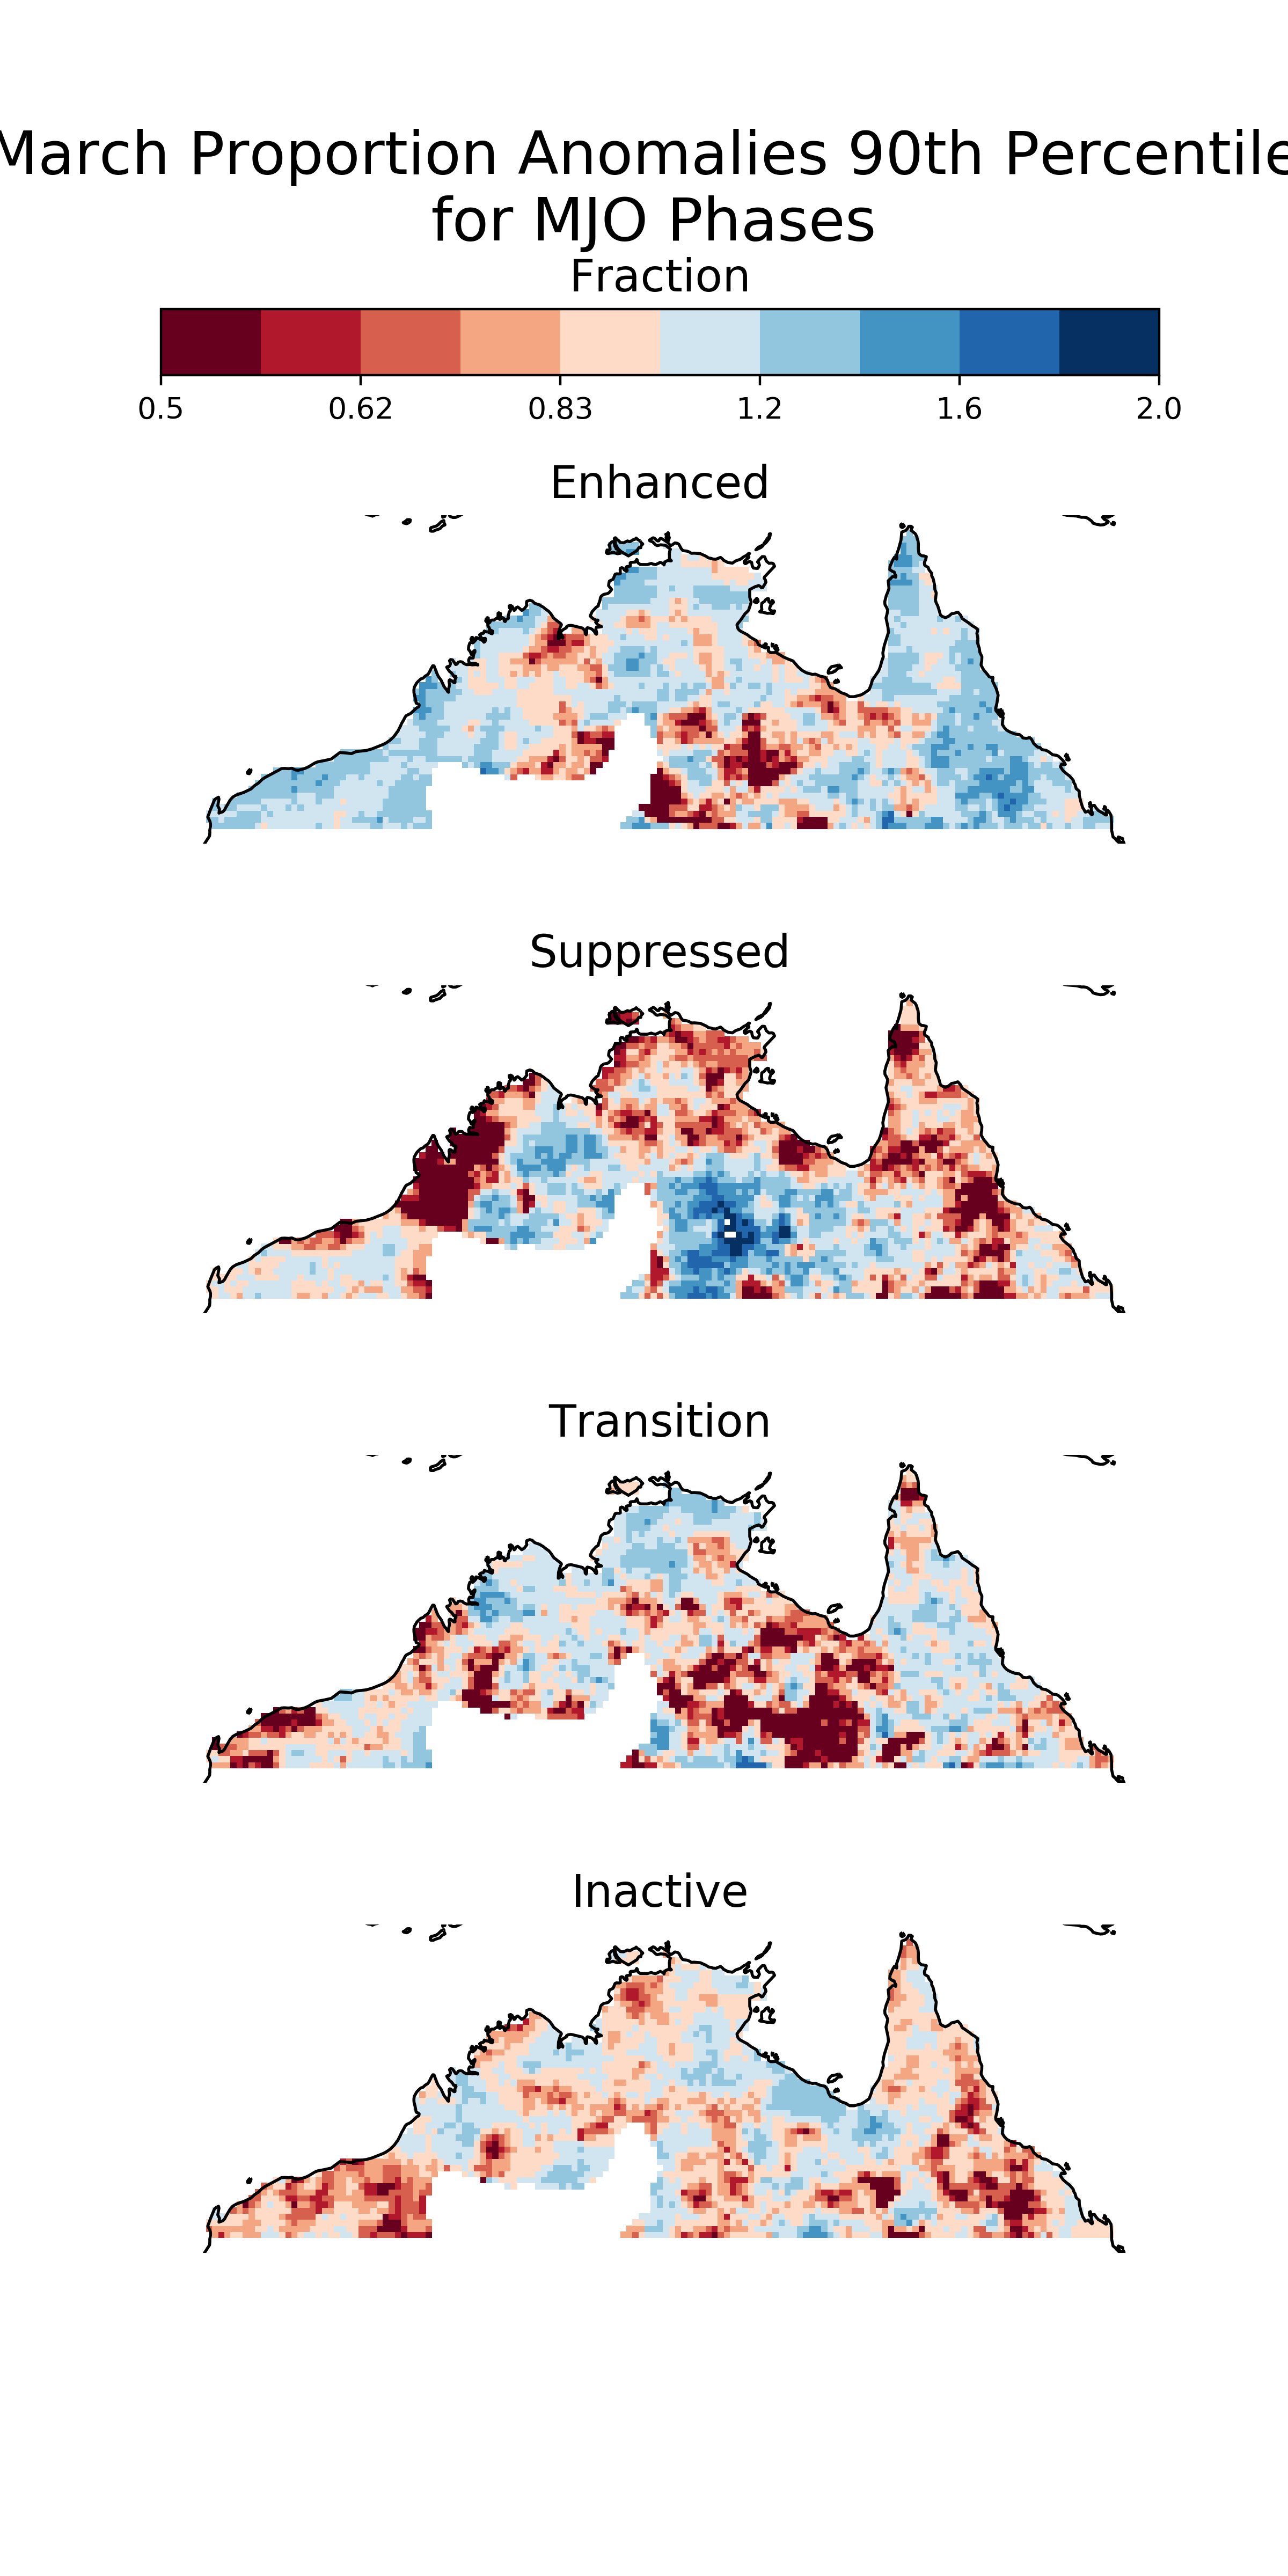 March Proportion Anomalies 90th Percentile
for MJO Phases
Fraction
0.5 0.62 0.83 1.2 1.6 2.0
Enhanced
Suppressed
Transition
Inactive